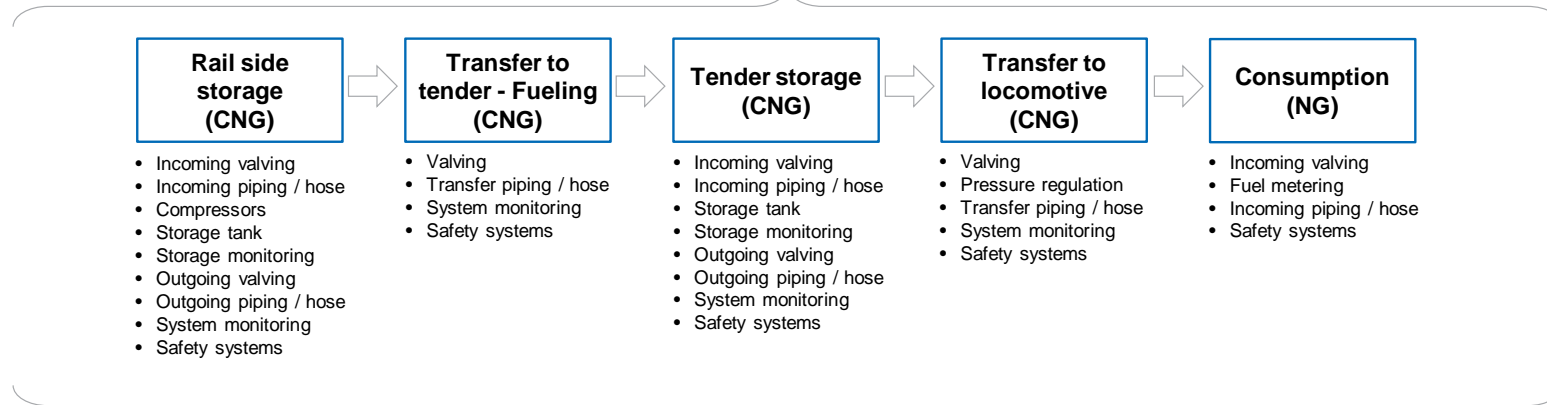 Rail side
storage
(CNG)
Transfer to
tender - Fueling
(CNG)
Tender storage
(CNG)
Transfer to
locomotive
(CNG)
Consumption
(NG)
• Incoming valving
• Incoming piping / hose
• Compressors
• Storage tank
• Storage monitoring
• Outgoing valving
• Outgoing piping / hose
• System monitoring
• Safety systems
• Valving
• Transfer piping / hose
• System monitoring
• Safety systems
• Incoming valving
• Incoming piping / hose
• Storage tank
• Storage monitoring
• Outgoing valving
• Outgoing piping / hose
• System monitoring
• Safety systems
• Valving
• Pressure regulation
• Transfer piping / hose
• System monitoring
• Safety systems
• Incoming valving
• Fuel metering
• Incoming piping / hose
• Safety systems